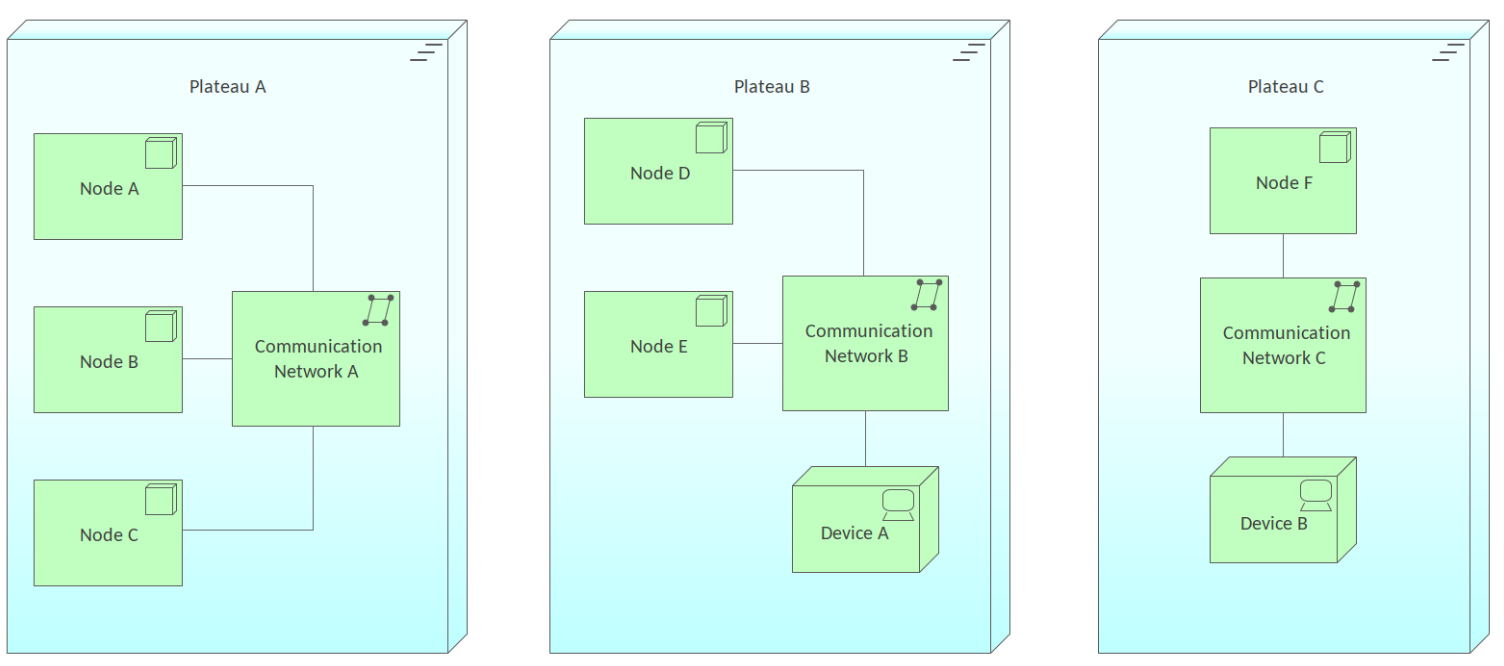 Plateau A
Node A
Node B
Communication
Network A
Node C
Plateau B
Node D
Node E
Communication
Network B
Device A
Plateau C
Node F
Communication
Network C
Device B